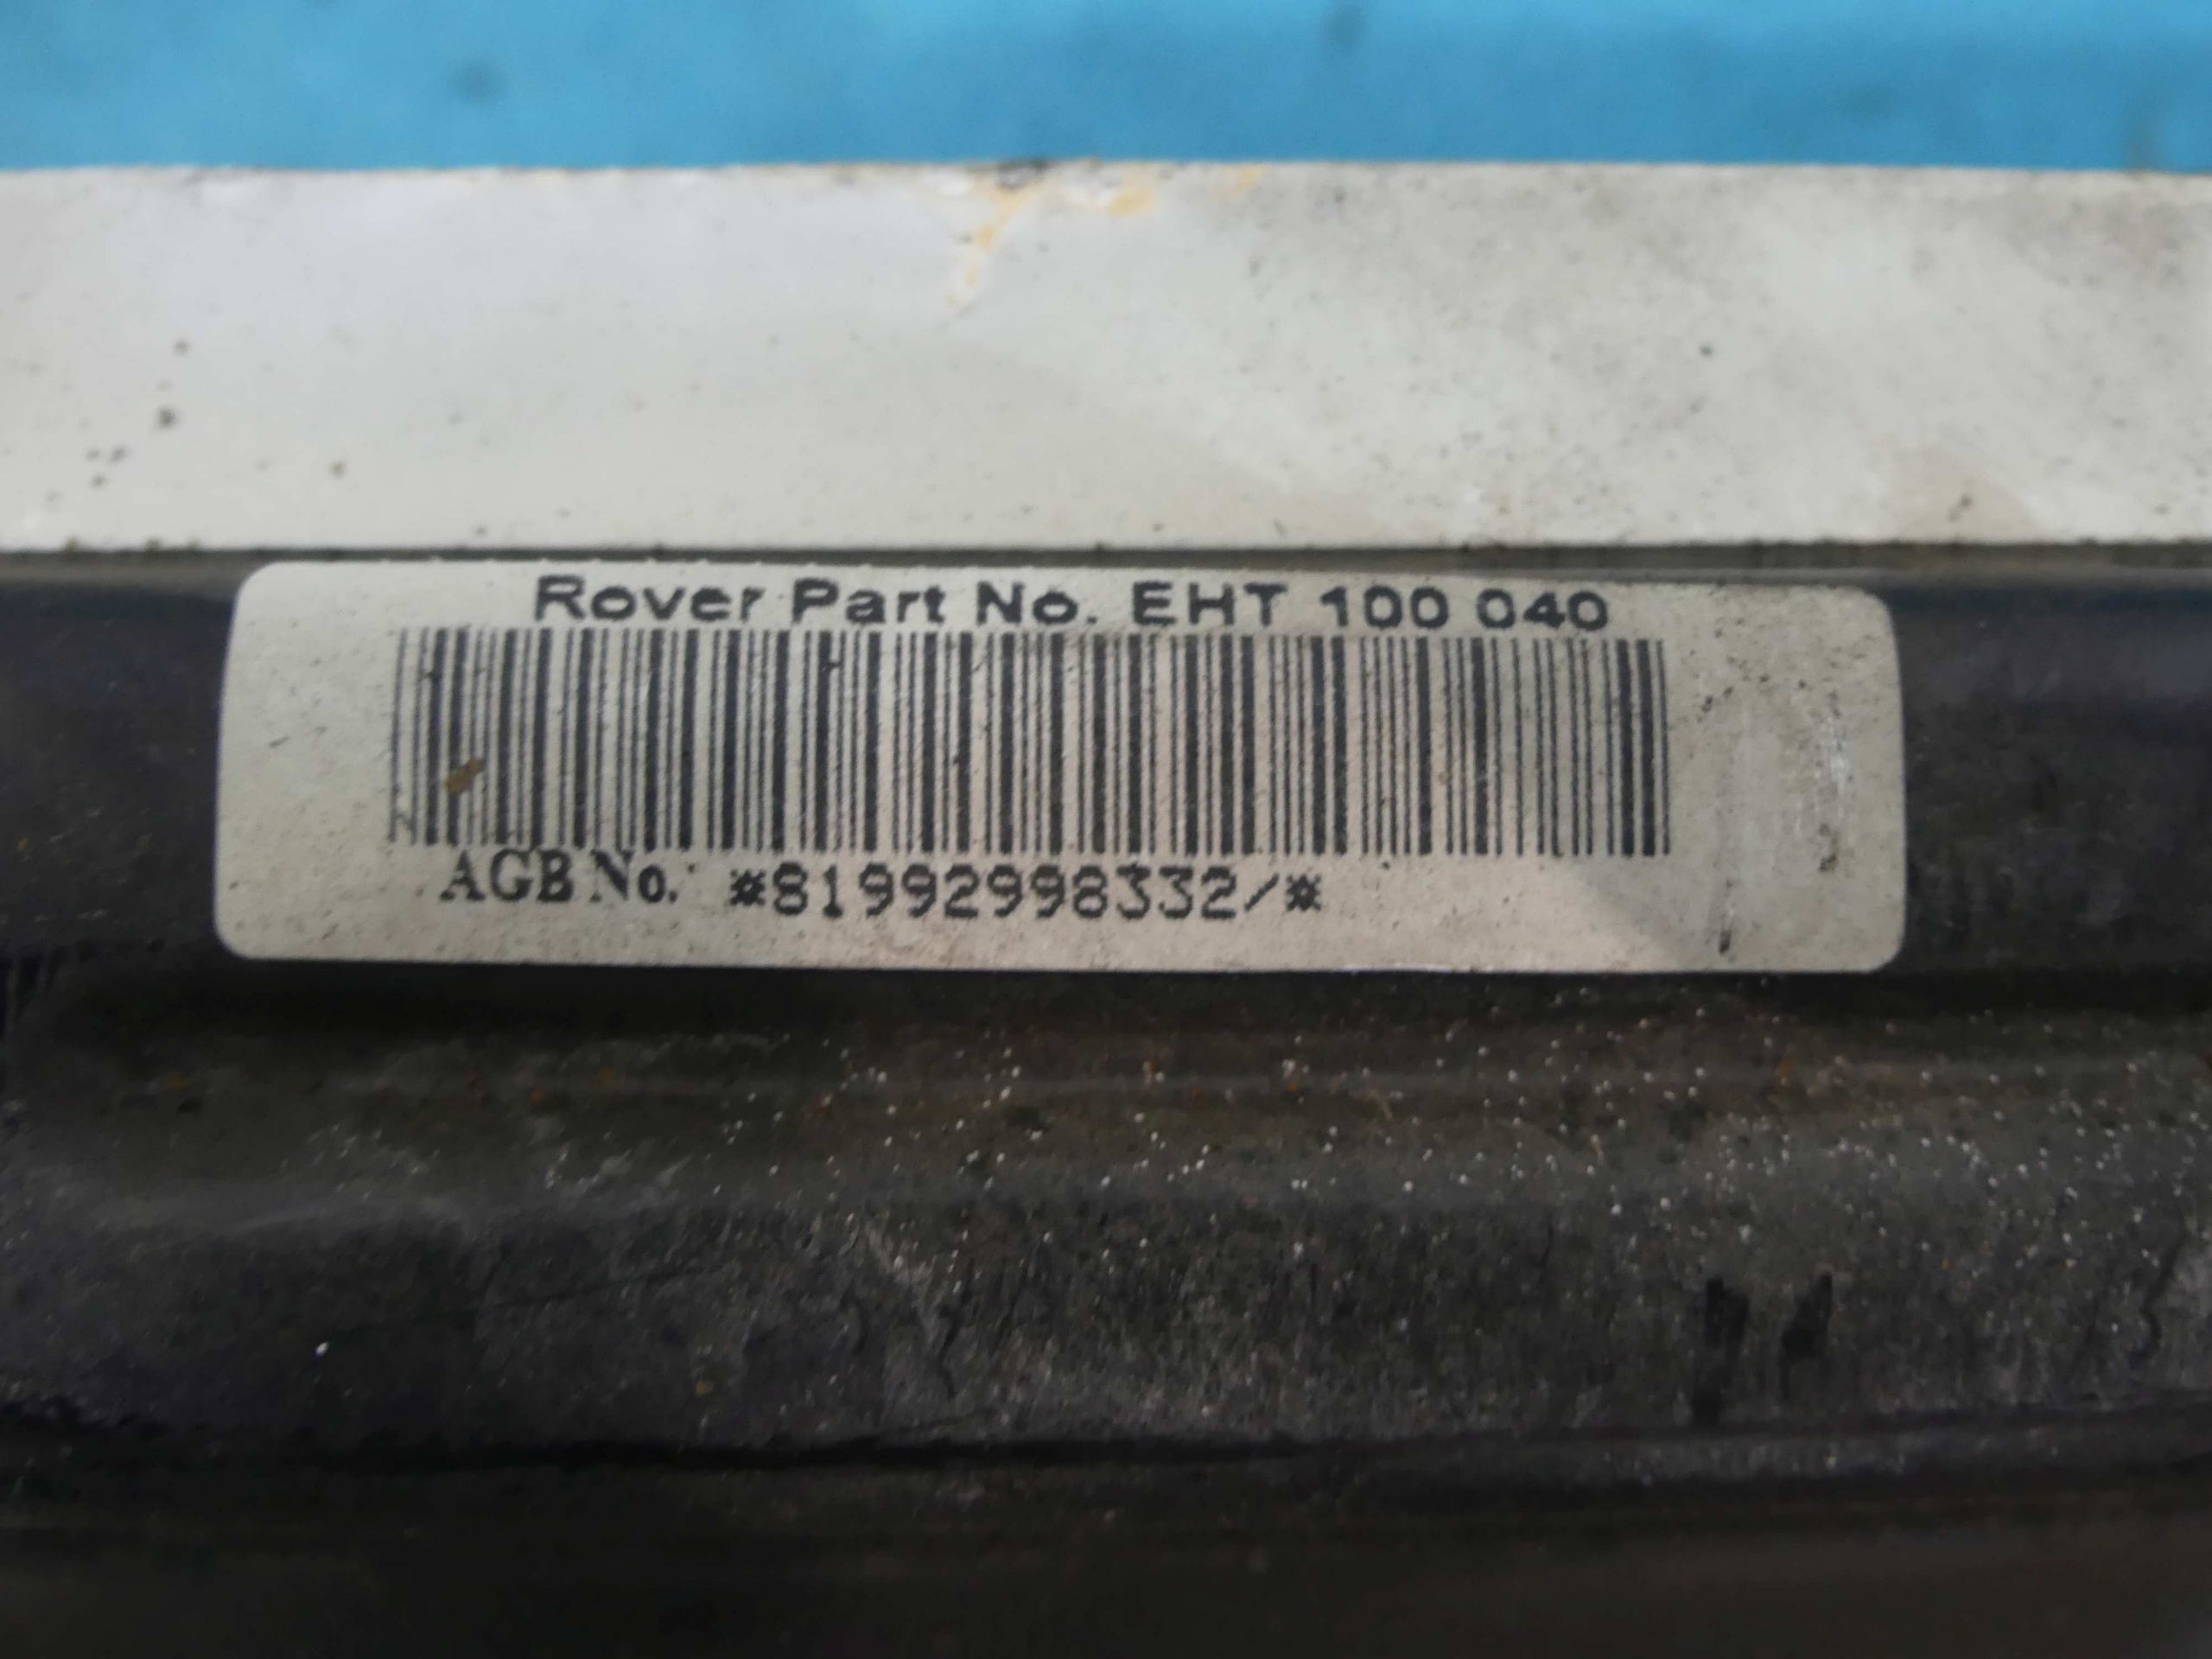 Rover Part No. EHT 100 040
AGB No. *81992998332/*